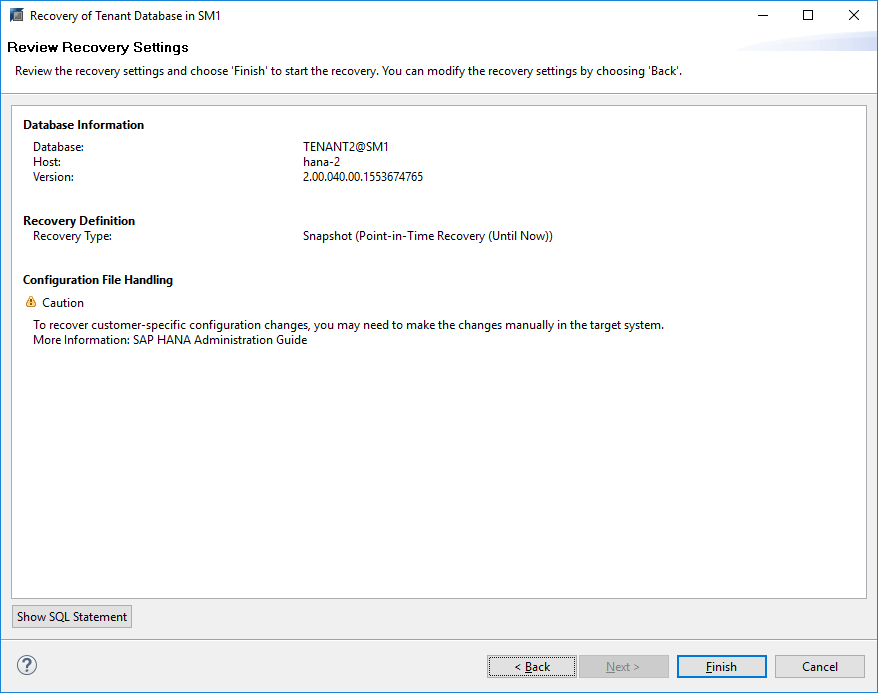 Recovery of Tenant Database in SM1
Review Recovery Settings
Review the recovery settings and choose 'Finish' to start the recovery. You can modify the recovery settings by choosing 'Back'.
Database Information
Database: TENANT2@SM1
Host: hana-2
Version: 2.00.040.00.1553674765
Recovery Definition
Recovery Type: Snapshot (Point-in-Time Recovery (Until Now))
Configuration File Handling
Caution
To recover customer-specific configuration changes, you may need to make the changes manually in the target system.
More Information: SAP HANA Administration Guide
Show SQL Statement
? < Back Next > Finish Cancel